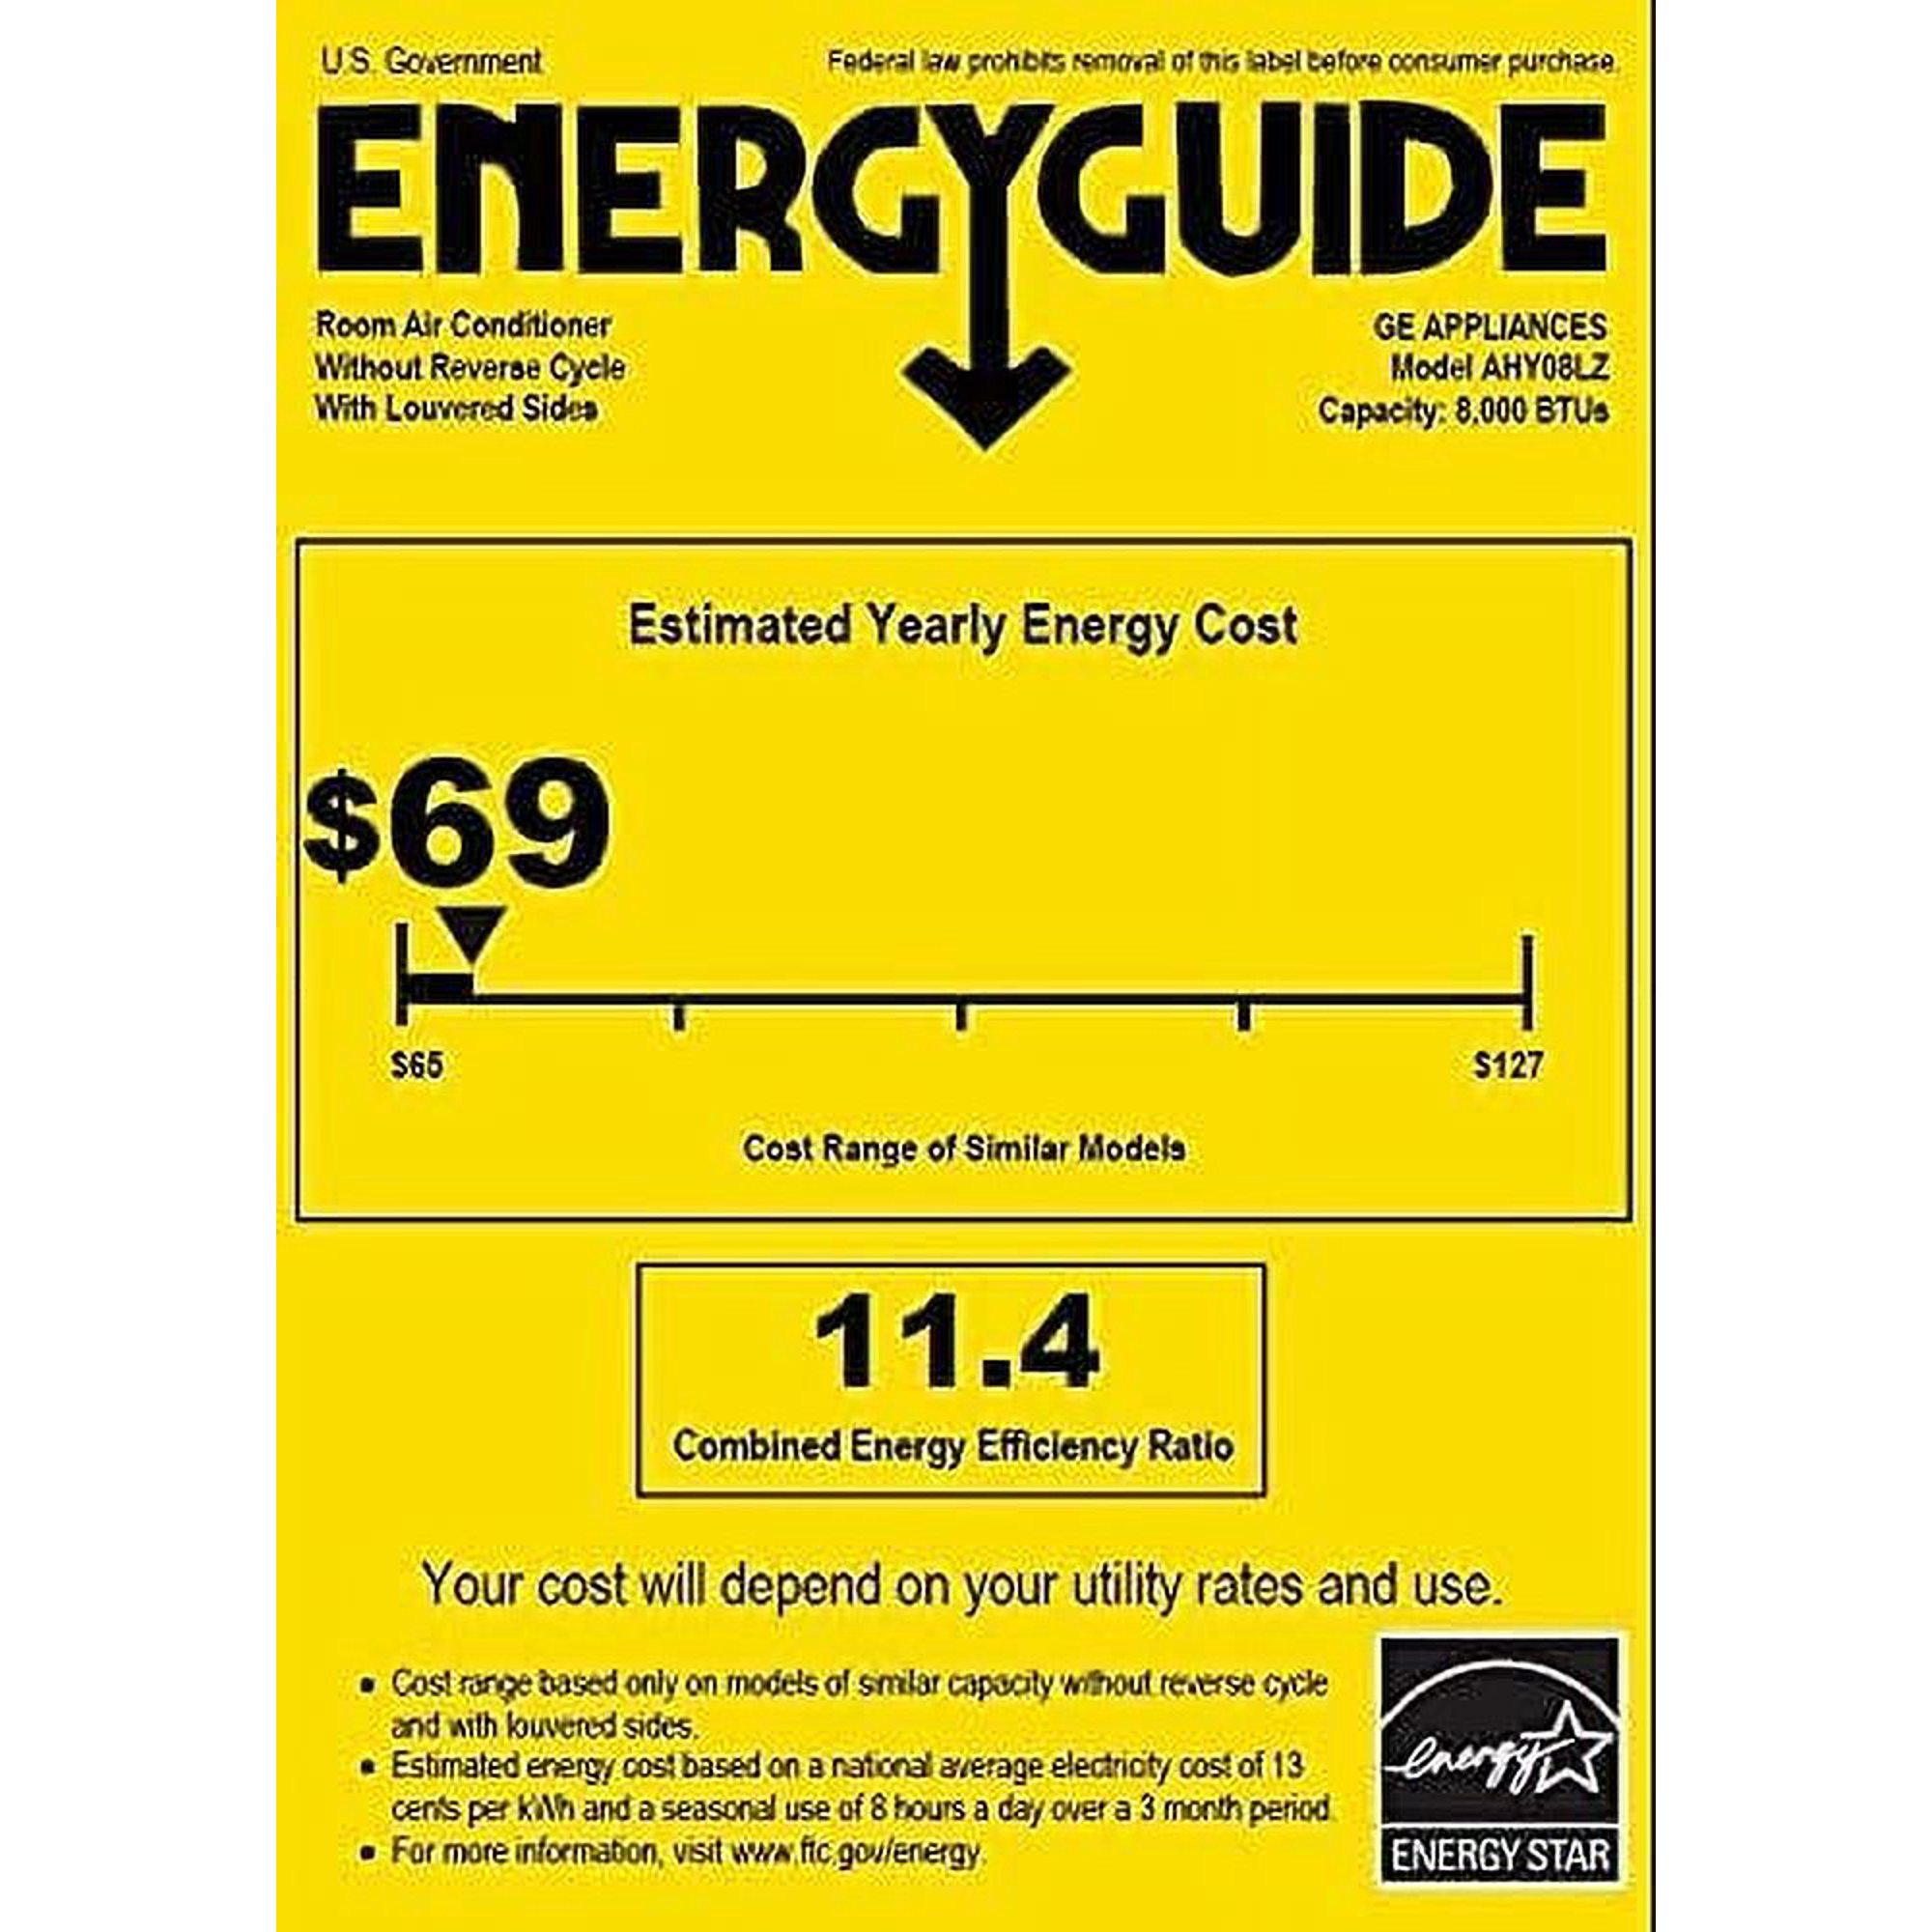 U.S. Government
Federal law prohibits removal of this label before consumer purchase.
ENERGYGUIDE
Room Air Conditioner
Without Reverse Cycle
With Louvered Sides
GE APPLIANCES
Model AHY08LZ
Capacity: 8,000 BTUs
Estimated Yearly Energy Cost
$69
$65
$127
Cost Range of Similar Models
11.4
Combined Energy Efficiency Ratio
Your cost will depend on your utility rates and use.
• Cost range based only on models of similar capacity without reverse cycle
and with louvered sides.
• Estimated energy cost based on a national average electricity cost of 13
cents per kWh and a seasonal use of 8 hours a day over a 3 month period.
• For more information, visit www.ftc.gov/energy.
energy
ENERGY STAR